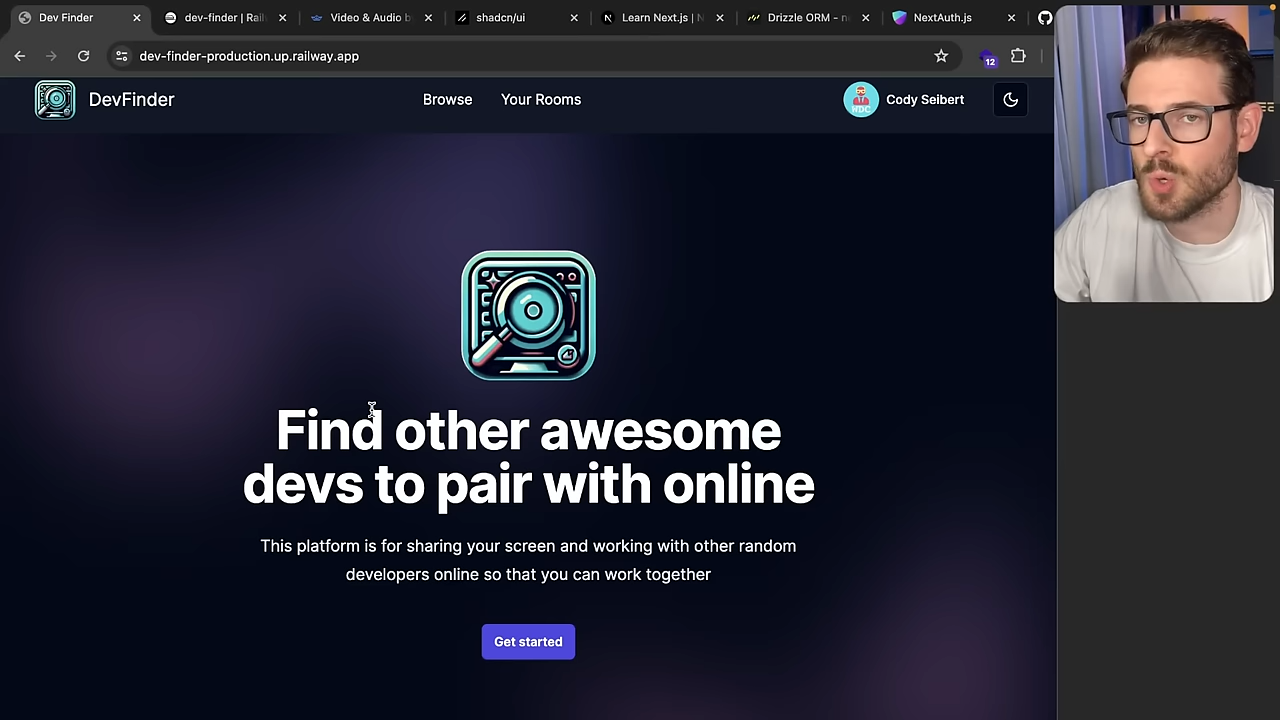 Dev Finder
dev-finder | Rail
Video & Audio b
shadcn/ui
Learn Next.js | N
Drizzle ORM - ne
NextAuth.js
dev-finder-production.up.railway.app
12
DevFinder
Browse
Your Rooms
Cody Seibert
Find other awesome
devs to pair with online
This platform is for sharing your screen and working with other random
developers online so that you can work together
Get started